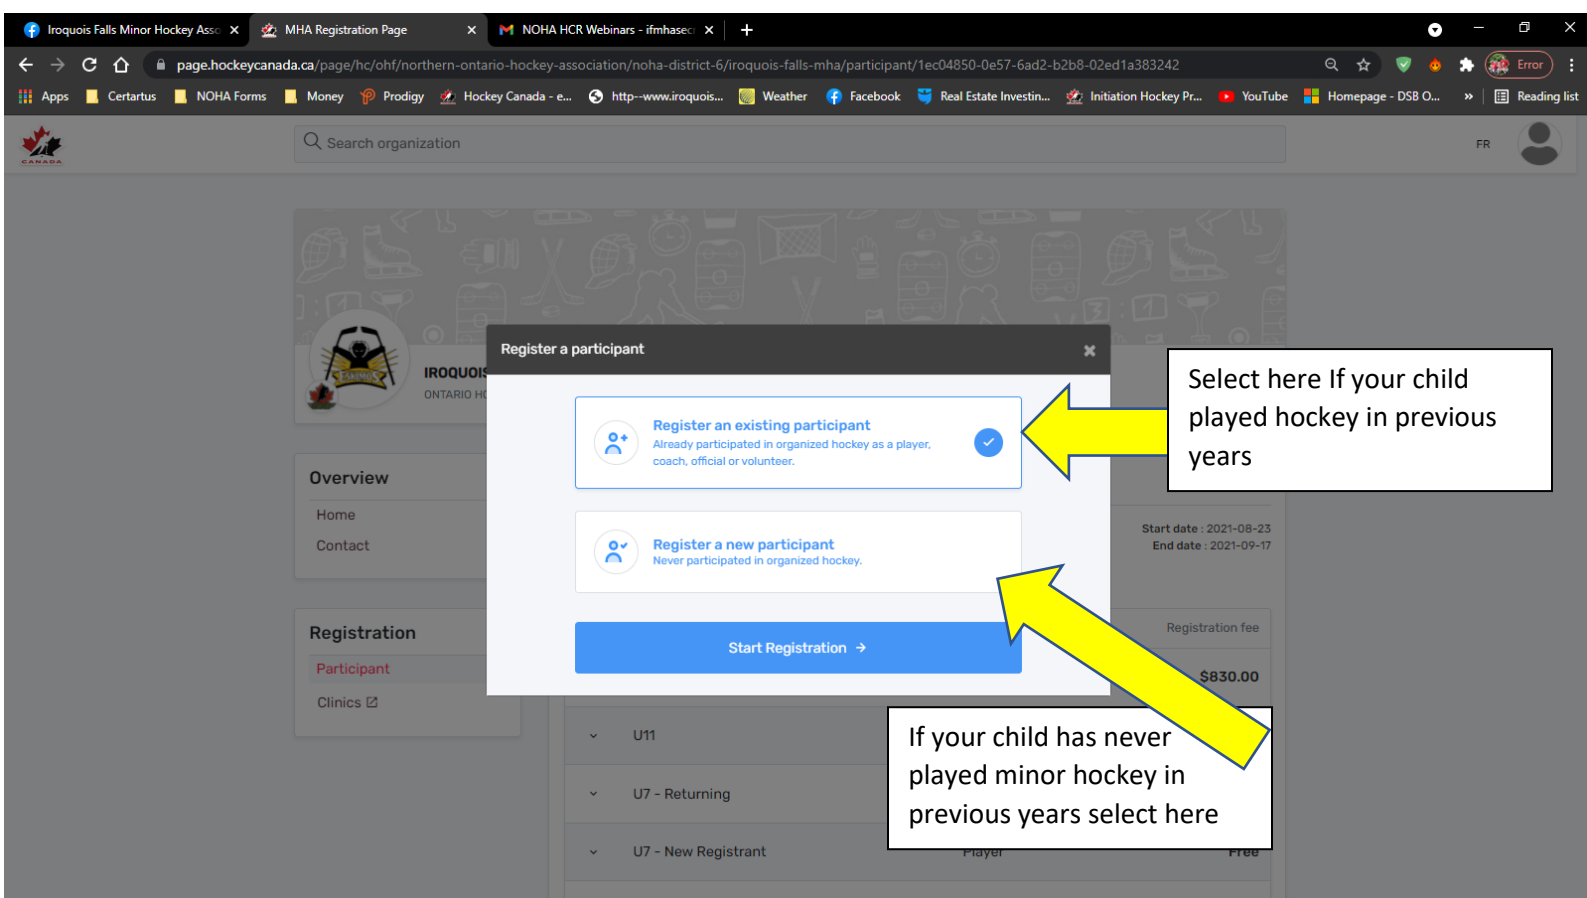 Iroquois Falls Minor Hockey Asso
MHA Registration Page
NOHA HCR Webinars - ifmhasecr
page.hockeycanada.ca/page/hc/ohf/northern-ontario-hockey-association/noha-district-6/iroquois-falls-mha/participant/1ec04850-0e57-6ad2-b2b8-02ed1a383242
Error
Apps Certartus NOHA Forms Money Prodigy Hockey Canada - e... http--www.iroquois... Weather Facebook Real Estate Investin... Initiation Hockey Pr... YouTube Homepage - DSB O... » Reading list
CANADA
Search organization
FR
ESKIMOS
IROQUOIS
ONTARIO HO
Register a participant
Register an existing participant
Already participated in organized hockey as a player,
coach, official or volunteer.
Register a new participant
Never participated in organized hockey.
Start Registration →
Select here If your child
played hockey in previous
years
Overview
Home
Contact
Start date : 2021-08-23
End date : 2021-09-17
Registration
Participant
Clinics
Registration fee
$830.00
U11
U7 - Returning
U7 - New Registrant
Player
Free
If your child has never
played minor hockey in
previous years select here